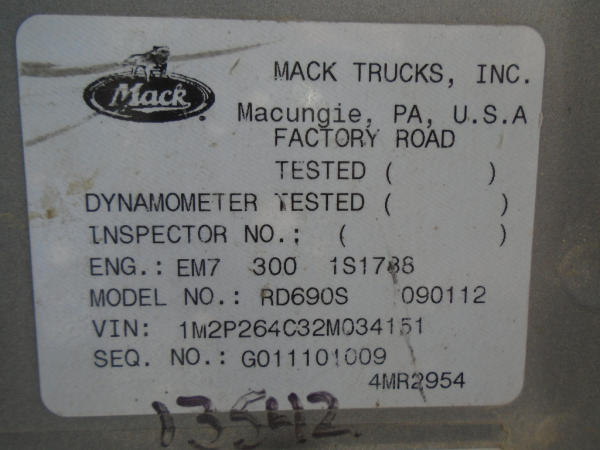 Mack
MACK TRUCKS, INC.
Macungie, PA, U.S.A
FACTORY ROAD
TESTED ( )
DYNAMOMETER TESTED ( )
INSPECTOR NO.: ( )
ENG.: EM7 300 1S1788
MODEL NO.: RD690S 090112
VIN: 1M2P264C32M034151
SEQ. NO.: G011101009
4MR2954
13542